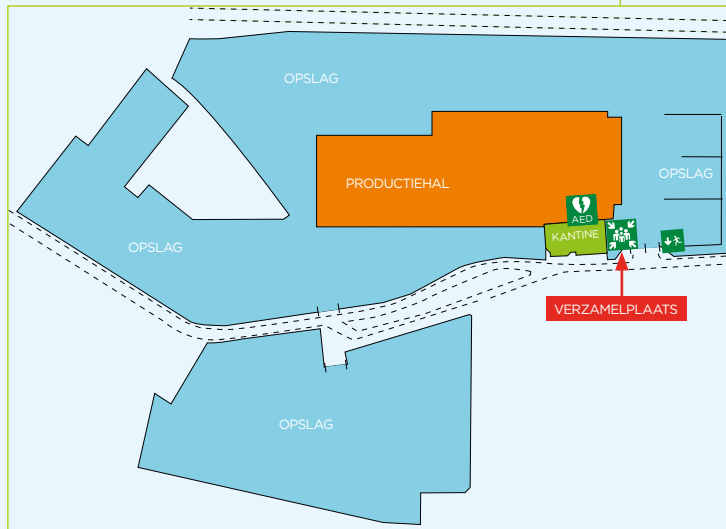 OPSLAG
PRODUCTIEHAL
OPSLAG
AED
KANTINE
OPSLAG
VERZAMELPLAATS
OPSLAG